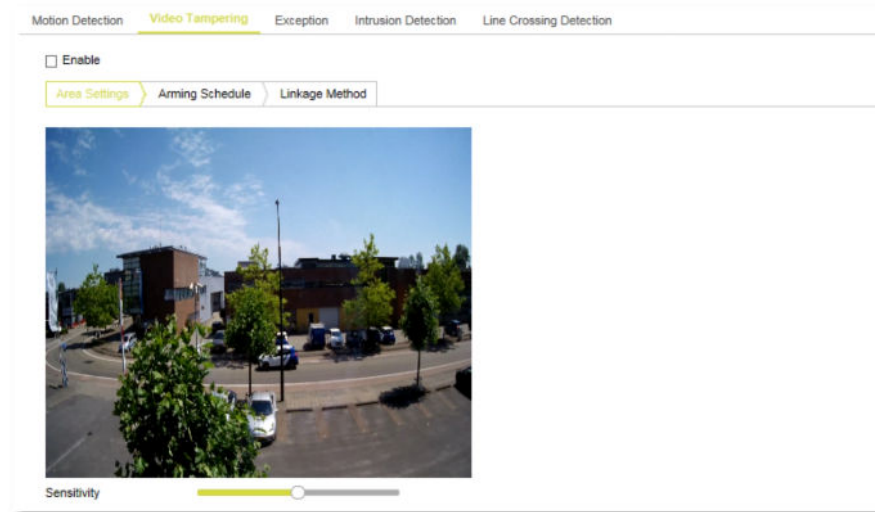 Motion Detection Video Tampering Exception Intrusion Detection Line Crossing Detection
Enable
Area Settings Arming Schedule Linkage Method
Sensitivity